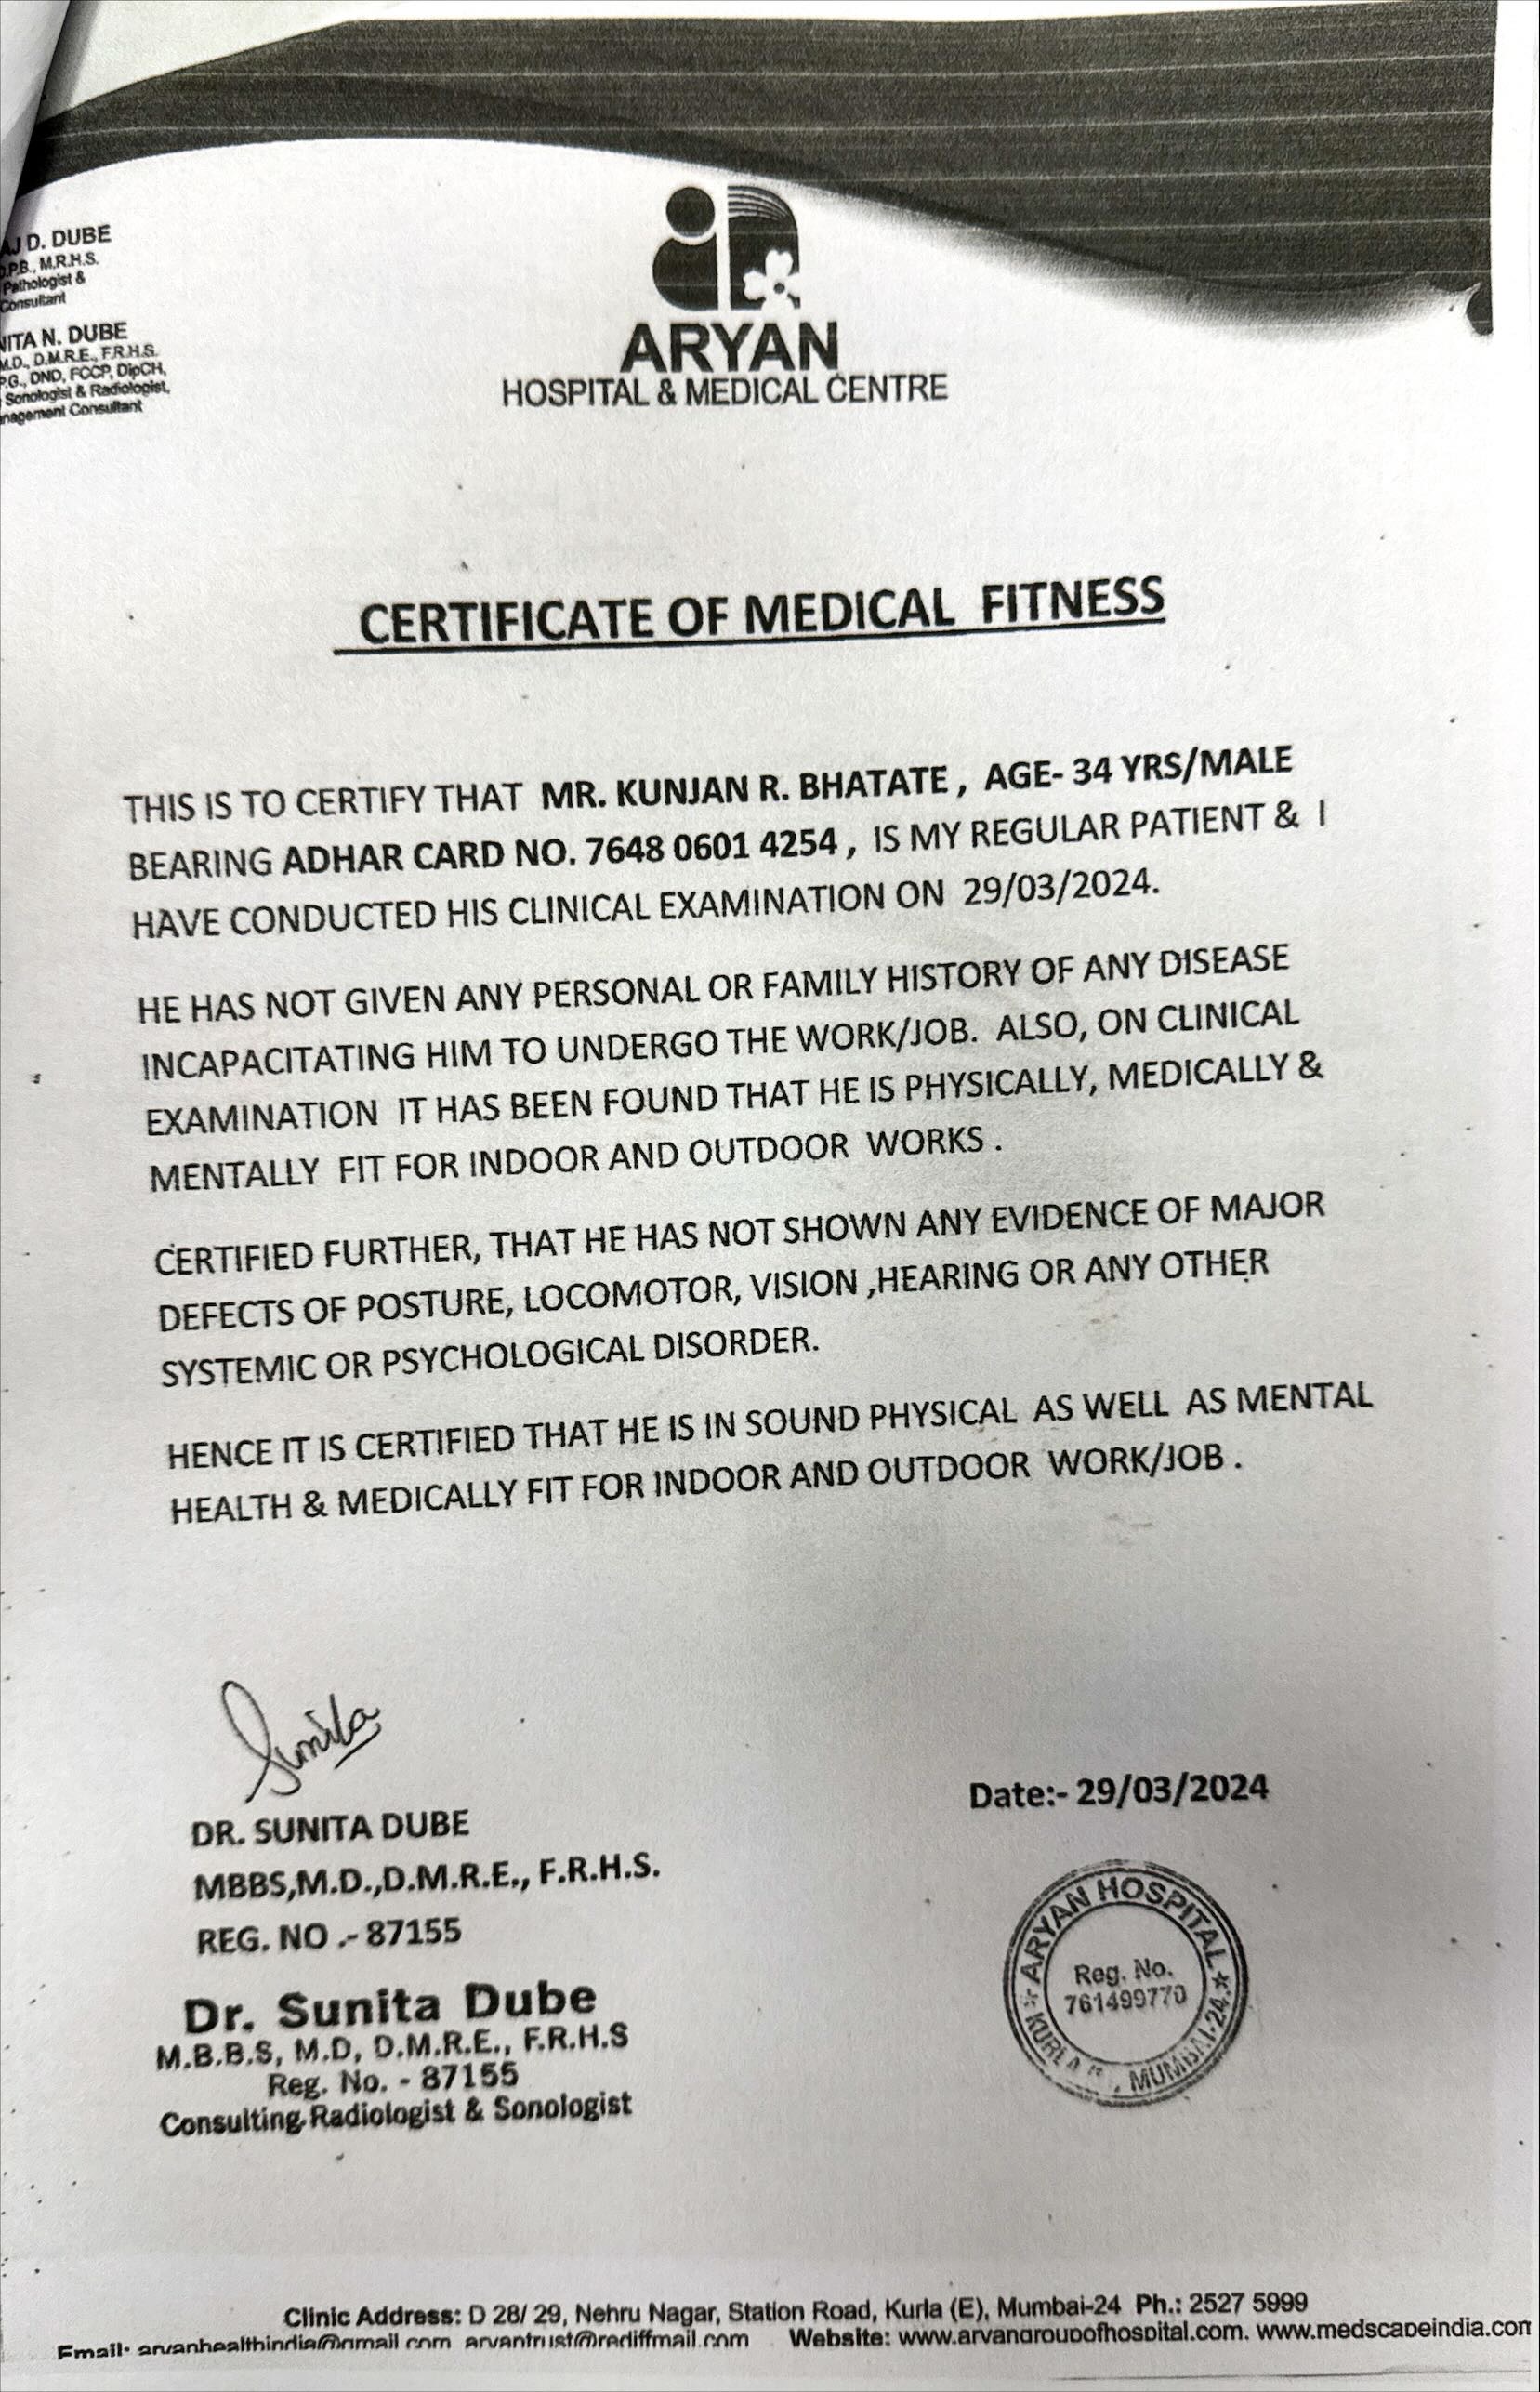 J D. DUBE
D.P.B., M.R.H.S.
Pathologist &
Consultant
NITA N. DUBE
M.D., D.M.R.E., F.R.H.S.
P.G., DND, FCCP, DipCH,
Sonologist & Radiologist,
nagement Consultant
ARYAN
HOSPITAL & MEDICAL CENTRE
CERTIFICATE OF MEDICAL FITNESS
THIS IS TO CERTIFY THAT MR. KUNJAN R. BHATATE , AGE- 34 YRS/MALE
BEARING ADHAR CARD NO. 7648 0601 4254 , IS MY REGULAR PATIENT & I
HAVE CONDUCTED HIS CLINICAL EXAMINATION ON 29/03/2024.
HE HAS NOT GIVEN ANY PERSONAL OR FAMILY HISTORY OF ANY DISEASE
INCAPACITATING HIM TO UNDERGO THE WORK/JOB. ALSO, ON CLINICAL
EXAMINATION IT HAS BEEN FOUND THAT HE IS PHYSICALLY, MEDICALLY &
MENTALLY FIT FOR INDOOR AND OUTDOOR WORKS .
CERTIFIED FURTHER, THAT HE HAS NOT SHOWN ANY EVIDENCE OF MAJOR
DEFECTS OF POSTURE, LOCOMOTOR, VISION ,HEARING OR ANY OTHER
SYSTEMIC OR PSYCHOLOGICAL DISORDER.
HENCE IT IS CERTIFIED THAT HE IS IN SOUND PHYSICAL AS WELL AS MENTAL
HEALTH & MEDICALLY FIT FOR INDOOR AND OUTDOOR WORK/JOB .
Sunita
DR. SUNITA DUBE
MBBS,M.D.,D.M.R.E., F.R.H.S.
REG. NO .- 87155
Dr. Sunita Dube
M.B.B.S, M.D, D.M.R.E., F.R.H.S
Reg. No. - 87155
Consulting Radiologist & Sonologist
Date:- 29/03/2024
ARYAN HOSPITAL
Reg. No.
761499770
KURLA , MUMBAI-24.
Clinic Address: D 28/ 29, Nehru Nagar, Station Road, Kurla (E), Mumbai-24 Ph.: 2527 5999
Email: aryanhealthindia@gmail.com, aryantrust@rediffmail.com Website: www.aryangroupofhospital.com. www.medscapeindia.com